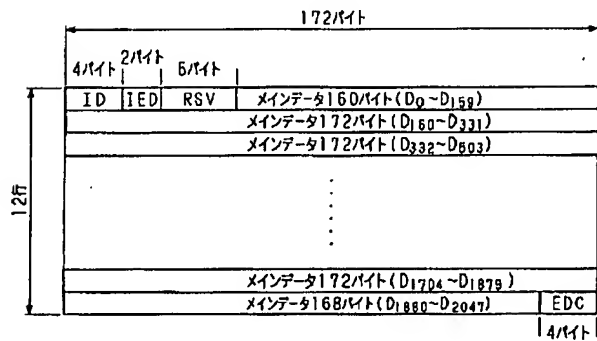 172バイト
4バイト 2バイト 6バイト
ID IED RSV メインデータ160バイト(D0~D159)
メインデータ172バイト(D160~D331)
メインデータ172バイト(D332~D503)
12行
メインデータ172バイト(D1704~D1879)
メインデータ168バイト(D1880~D2047) EDC
4バイト